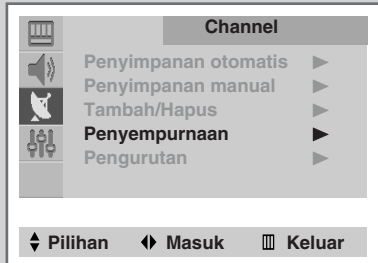 Channel
Penyimpanan otomatis
Penyimpanan manual
Tambah/Hapus
Penyempurnaan
Pengurutan
Pilihan Masuk Keluar